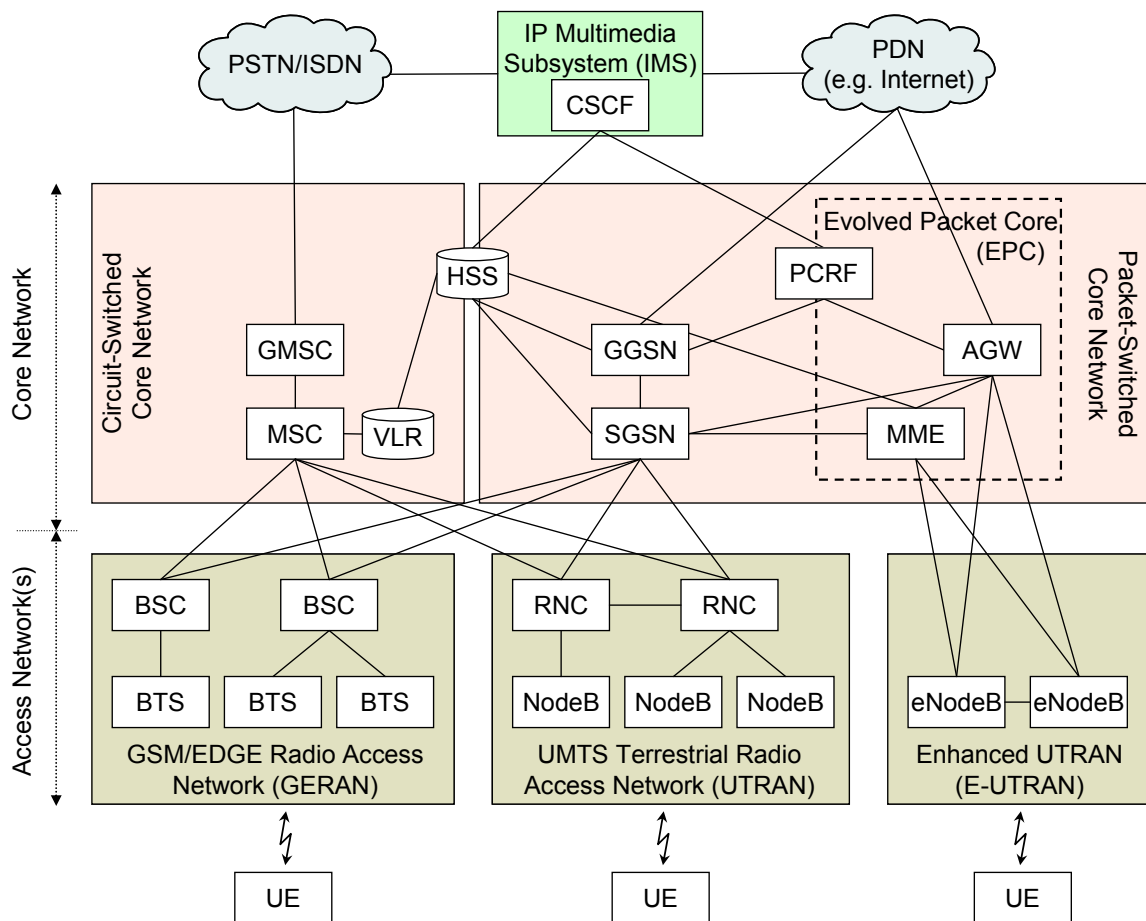 PSTN/ISDN
IP Multimedia
Subsystem (IMS)
CSCF
PDN
(e.g. Internet)
Core Network
Circuit-Switched
Core Network
Evolved Packet Core
(EPC)
Packet-Switched
Core Network
HSS
PCRF
GMSC
GGSN
AGW
MSC
VLR
SGSN
MME
Access Network(s)
BSC
BSC
BTS
BTS
BTS
GSM/EDGE Radio Access
Network (GERAN)
RNC
RNC
NodeB
NodeB
NodeB
UMTS Terrestrial Radio
Access Network (UTRAN)
eNodeB
eNodeB
Enhanced UTRAN
(E-UTRAN)
UE
UE
UE